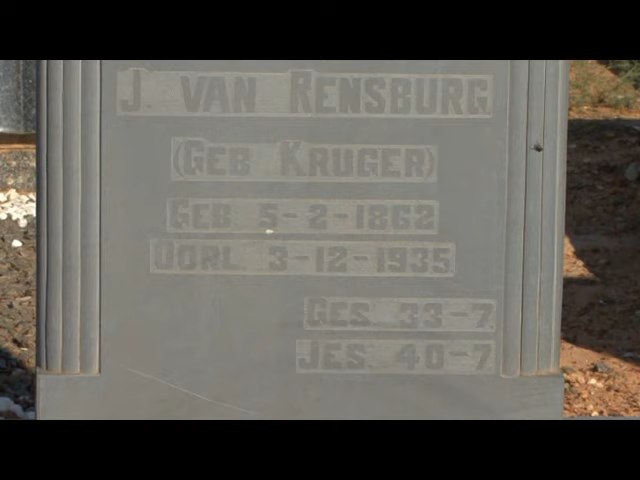 J VAN RENSBURG
(GEB KRUGER)
GEB. 5-2-1862
OORL. 3-12-1935
GES. 33-7
JES. 40-7